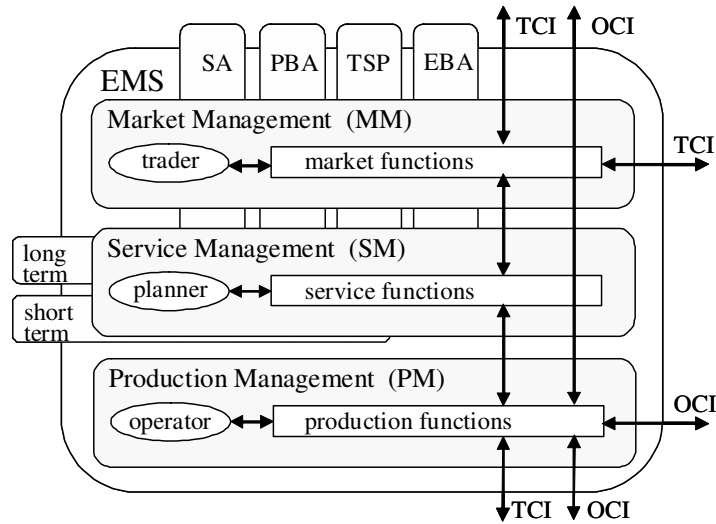 TCI OCI
SA PBA TSP EBA
EMS
Market Management (MM)
trader market functions
TCI
long
term
Service Management (SM)
planner service functions
short
term
Production Management (PM)
operator production functions
OCI
TCI OCI